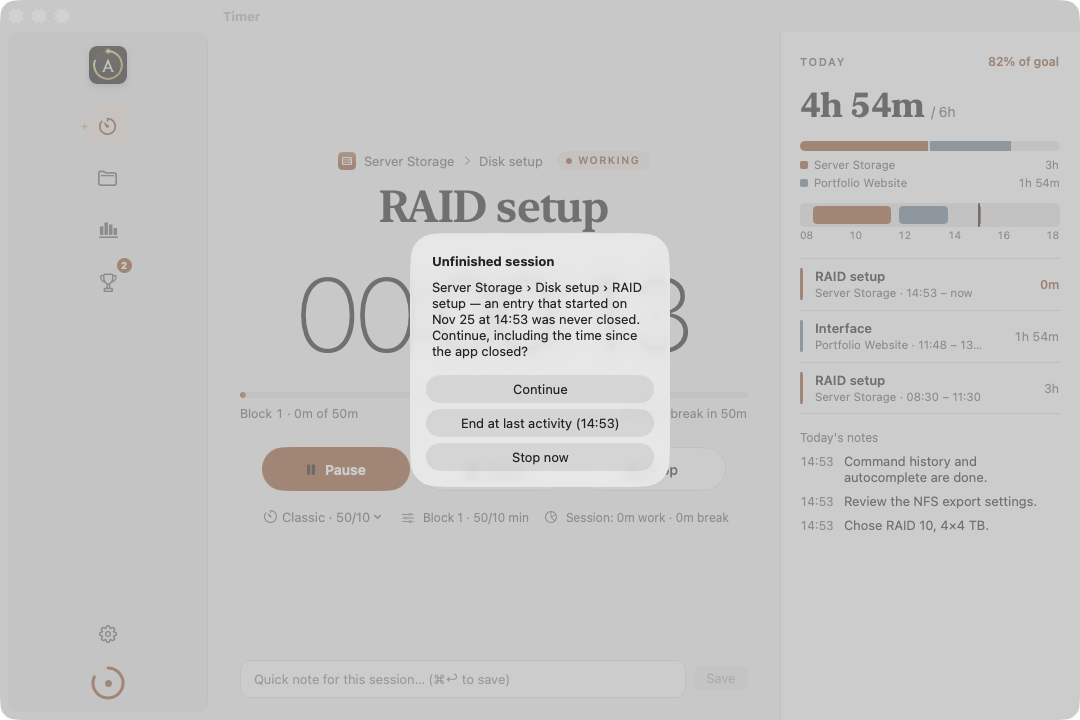 Timer
A
2
Server Storage
Disk setup
WORKING
RAID setup
00
Block 1 · 0m of 50m
break in 50m
Pause
Classic · 50/10
Block 1 · 50/10 min
Session: 0m work · 0m break
Quick note for this session... (⌘↩ to save)
Save
Unfinished session
Server Storage › Disk setup › RAID
setup — an entry that started on
Nov 25 at 14:53 was never closed.
Continue, including the time since
the app closed?
Continue
End at last activity (14:53)
Stop now
TODAY
82% of goal
4h 54m / 6h
Server Storage 3h
Portfolio Website 1h 54m
08 10 12 14 16 18
RAID setup
Server Storage · 14:53 – now
0m
Interface
Portfolio Website · 11:48 – 13...
1h 54m
RAID setup
Server Storage · 08:30 – 11:30
3h
Today's notes
14:53 Command history and
autocomplete are done.
14:53 Review the NFS export settings.
14:53 Chose RAID 10, 4×4 TB.